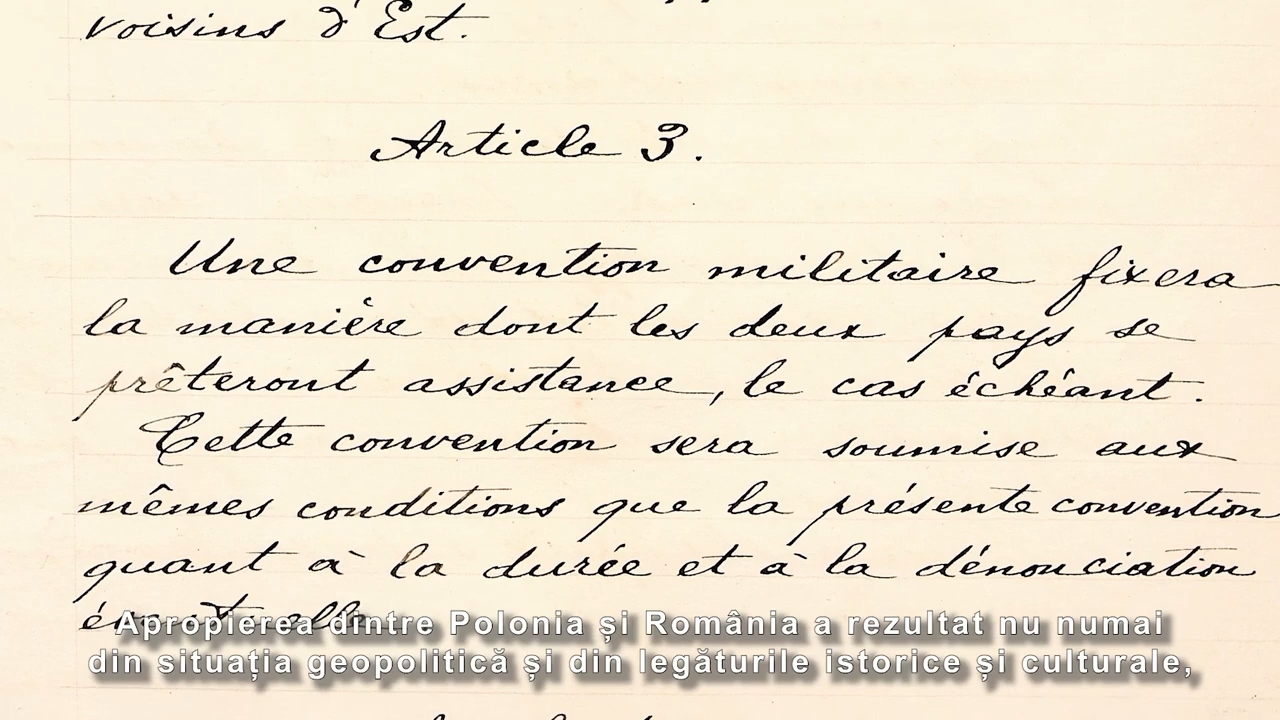 voisins d'Est.
Article 3.
Une convention militaire fixera
la manière dont les deux pays se
prêteront assistance, le cas échéant.
Cette convention sera soumise aux
mêmes conditions que la présente convention
quant à la durée et à la dénonciation
éventuelle
Apropierea dintre Polonia și România a rezultat nu numai
din situația geopolitică și din legăturile istorice și culturale,